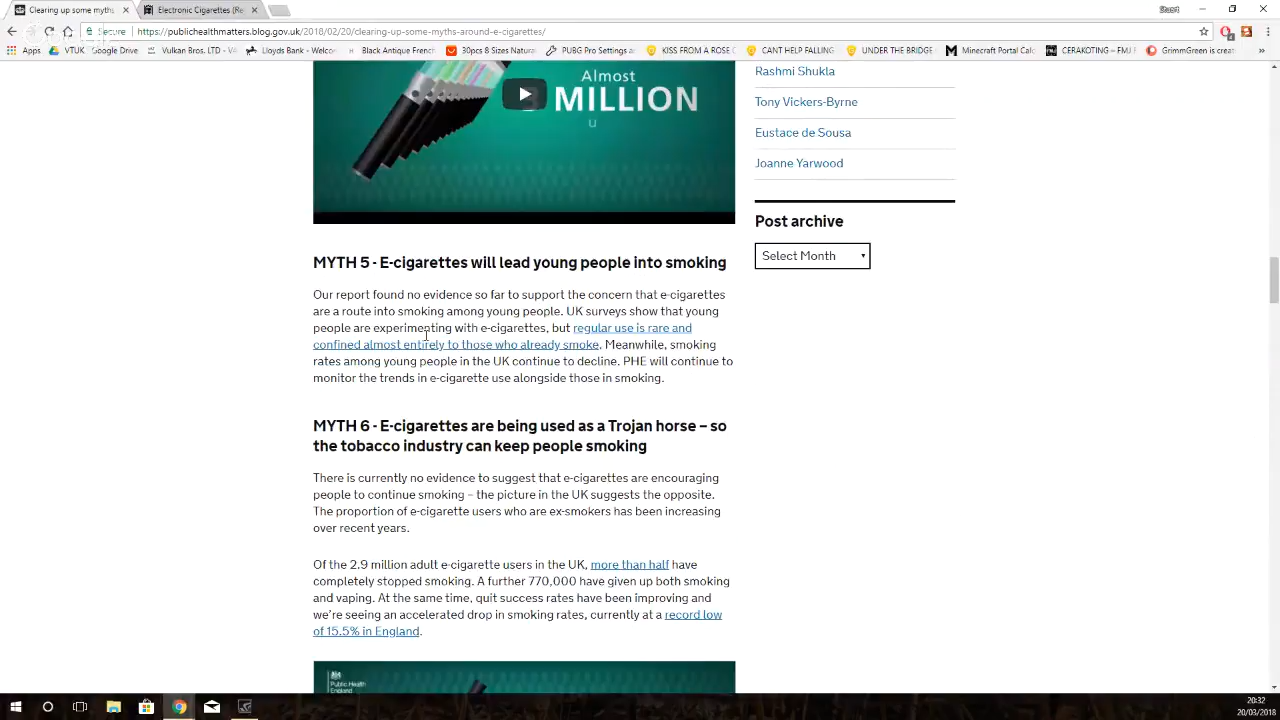 Clearing up some myths
Electronic Cigarettes (Re
Secure
https://publichealthmatters.blog.gov.uk/2018/02/20/clearing-up-some-myths-around-e-cigarettes/
Apps
VTUK
Google Drive
Vulkan Bros. LTD - V
Lloyds Bank - Welcom
Black Antique French
30ps B Sizes Natural
PUBG Pro Settings a
KISS FROM A ROSE C
CANT HELP FALLING
UNDER THE BRIDGE
Minecraft Portal Calc
CERAKOTING – FMJ F
GrimmGreen is creat
»
Almost
MILLION
u
Rashmi Shukla
Tony Vickers-Byrne
Eustace de Sousa
Joanne Yarwood
Post archive
Select Month
MYTH 5 - E-cigarettes will lead young people into smoking
Our report found no evidence so far to support the concern that e-cigarettes
are a route into smoking among young people. UK surveys show that young
people are experimenting with e-cigarettes, but regular use is rare and
confined almost entirely to those who already smoke. Meanwhile, smoking
rates among young people in the UK continue to decline. PHE will continue to
monitor the trends in e-cigarette use alongside those in smoking.
MYTH 6 - E-cigarettes are being used as a Trojan horse – so
the tobacco industry can keep people smoking
There is currently no evidence to suggest that e-cigarettes are encouraging
people to continue smoking – the picture in the UK suggests the opposite.
The proportion of e-cigarette users who are ex-smokers has been increasing
over recent years.
Of the 2.9 million adult e-cigarette users in the UK, more than half have
completely stopped smoking. A further 770,000 have given up both smoking
and vaping. At the same time, quit success rates have been improving and
we're seeing an accelerated drop in smoking rates, currently at a record low
of 15.5% in England.
Public Health
England
20:32
20/03/2018